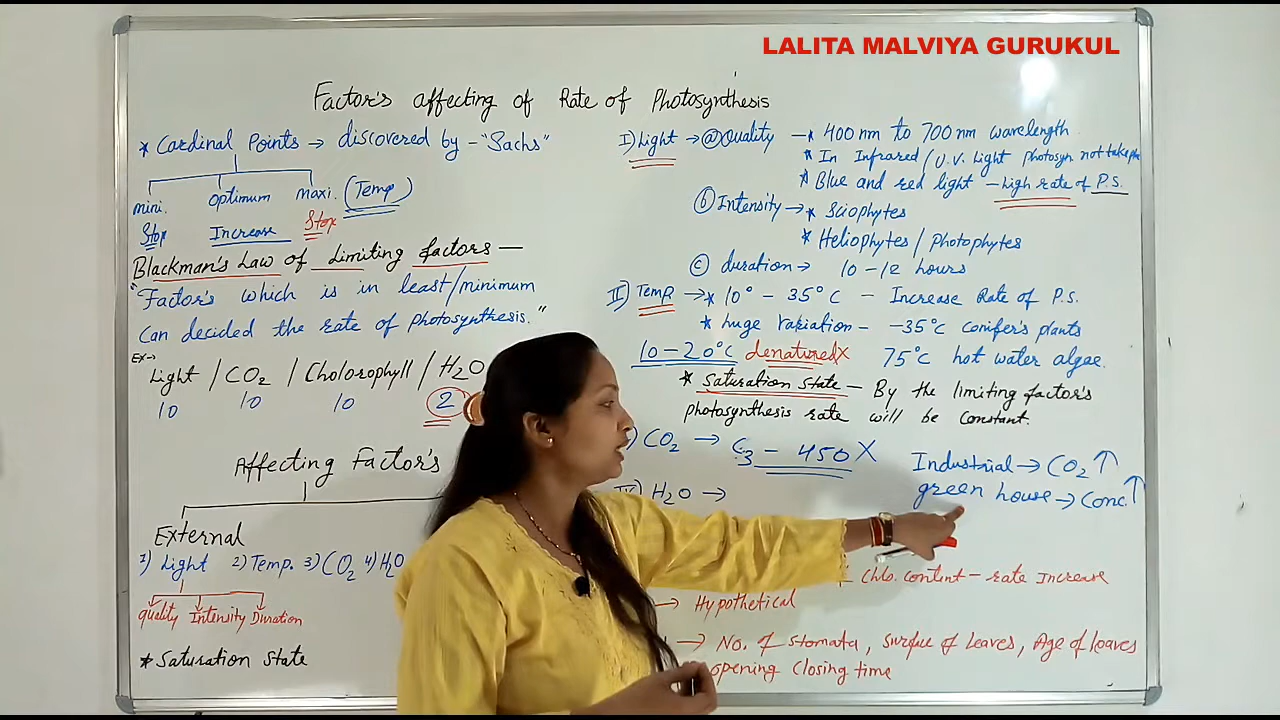 LALITA MALVIYA GURUKUL
Factor's affecting of Rate of Photosynthesis
* Cardinal Points → discovered by - "Sachs"
mini. optimum maxi. (Temp)
Stop Increase Stop
Blackman's Law of Limiting factors —
"Factor's which is in least/minimum
Can decided the rate of photosynthesis."
Ex→
Light / CO2 / Cholorophyll / H2O
10 10 10 2
Affecting Factor's
External
1) Light 2) Temp. 3) CO2 4) H2O
Quality Intensity Duration
* Saturation State
I) Light → @ Quality — * 400nm to 700nm wavelength
* In Infrared / U.V. Light photosyn not take
* Blue and red light — high rate of P.S.
ⓑ Intensity → * Sciophytes
* Heliophytes / Photophytes
ⓒ duration → 10 – 12 hours
II) Temp → * 10° – 35°C — Increase Rate of P.S.
* huge variation – -35°C conifer's plants
10–20°C denatured X 75°C hot water algae.
* Saturation State — By the limiting factor's
photosynthesis rate will be constant.
) CO2 → C3 – 450 X
Industrial → CO2 ↑
green house → Conc. ↑
IV) H2O →
Chlo. content – rate increase
→ Hypothetical
→ No. of stomata, surface of leaves, Age of leaves
opening closing time